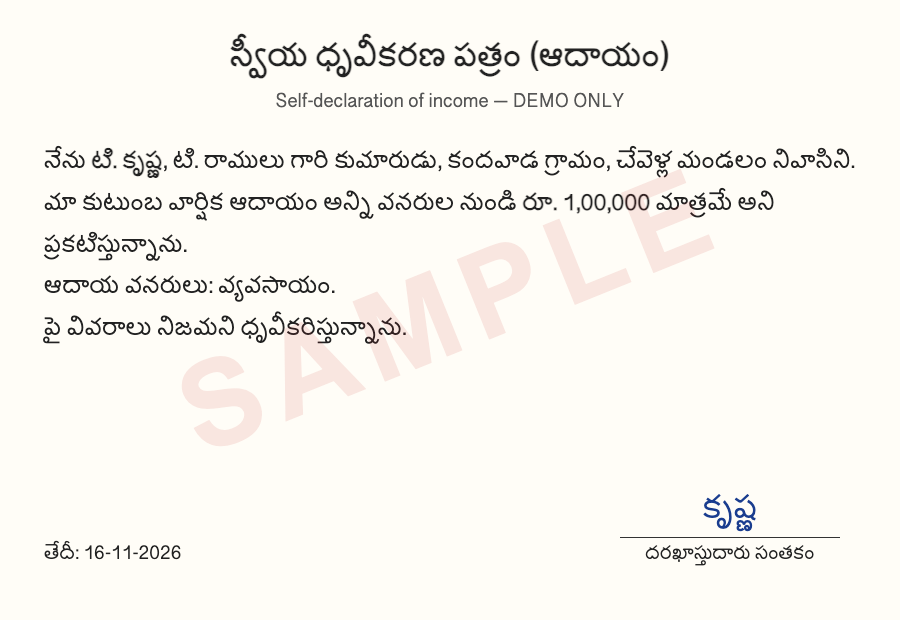 స్వీయ ధృవీకరణ పత్రం (ఆదాయం)
Self-declaration of income — DEMO ONLY
నేను టి. కృష్ణ, టి. రాములు గారి కుమారుడు, కందవాడ గ్రామం, చేవెళ్ల మండలం నివాసిని.
మా కుటుంబ వార్షిక ఆదాయం అన్ని వనరుల నుండి రూ. 1,00,000 మాత్రమే అని
ప్రకటిస్తున్నాను.
ఆదాయ వనరులు: వ్యవసాయం.
పై వివరాలు నిజమని ధృవీకరిస్తున్నాను.
SAMPLE
కృష్ణ
తేదీ: 16-11-2026
దరఖాస్తుదారు సంతకం